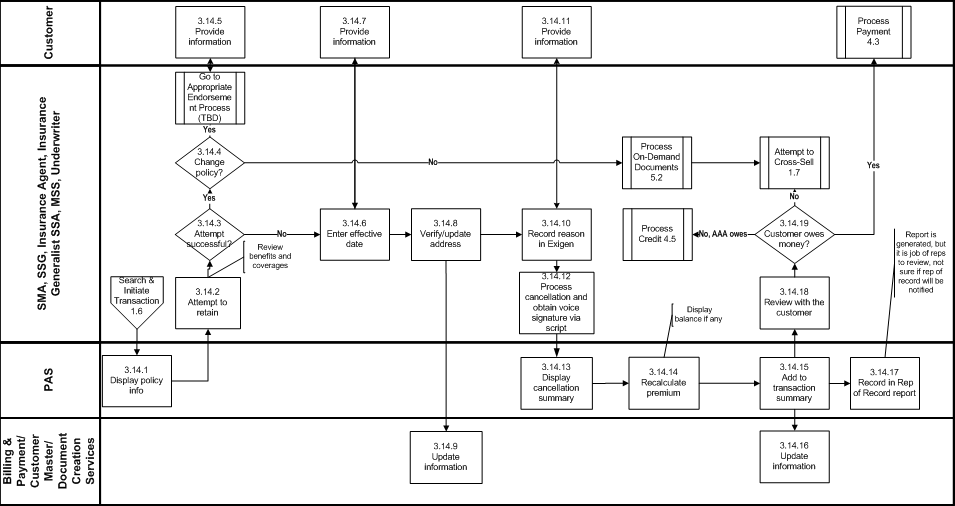 Customer
3.14.5
Provide
information
3.14.7
Provide
information
3.14.11
Provide
information
Process
Payment
4.3
SMA, SSG, Insurance Agent, Insurance
Generalist SSA, MSS, Underwriter
Go to
Appropriate
Endorseme
nt Process
(TBD)
Yes
3.14.4
Change
policy?
No
Process
On-Demand
Documents
5.2
Attempt to
Cross-Sell
1.7
Yes
Yes
No
3.14.3
Attempt
successful?
No
3.14.6
Enter effective
date
3.14.8
Verify/update
address
3.14.10
Record reason
in Exigen
Process
Credit 4.5
No, AAA owes
3.14.19
Customer owes
money?
Report is
generated, but
it is job of reps
to review, not
sure if rep of
record will be
notified
Review
benefits and
coverages
Search &
Initiate
Transaction
1.6
3.14.2
Attempt to
retain
3.14.12
Process
cancellation and
obtain voice
signature via
script
Display
balance if any
3.14.18
Review with the
customer
PAS
3.14.1
Display policy
info
3.14.13
Display
cancellation
summary
3.14.14
Recalculate
premium
3.14.15
Add to
transaction
summary
3.14.17
Record in Rep
of Record report
Billing &
Payment/
Customer
Master/
Document
Creation
Services
3.14.9
Update
information
3.14.16
Update
information